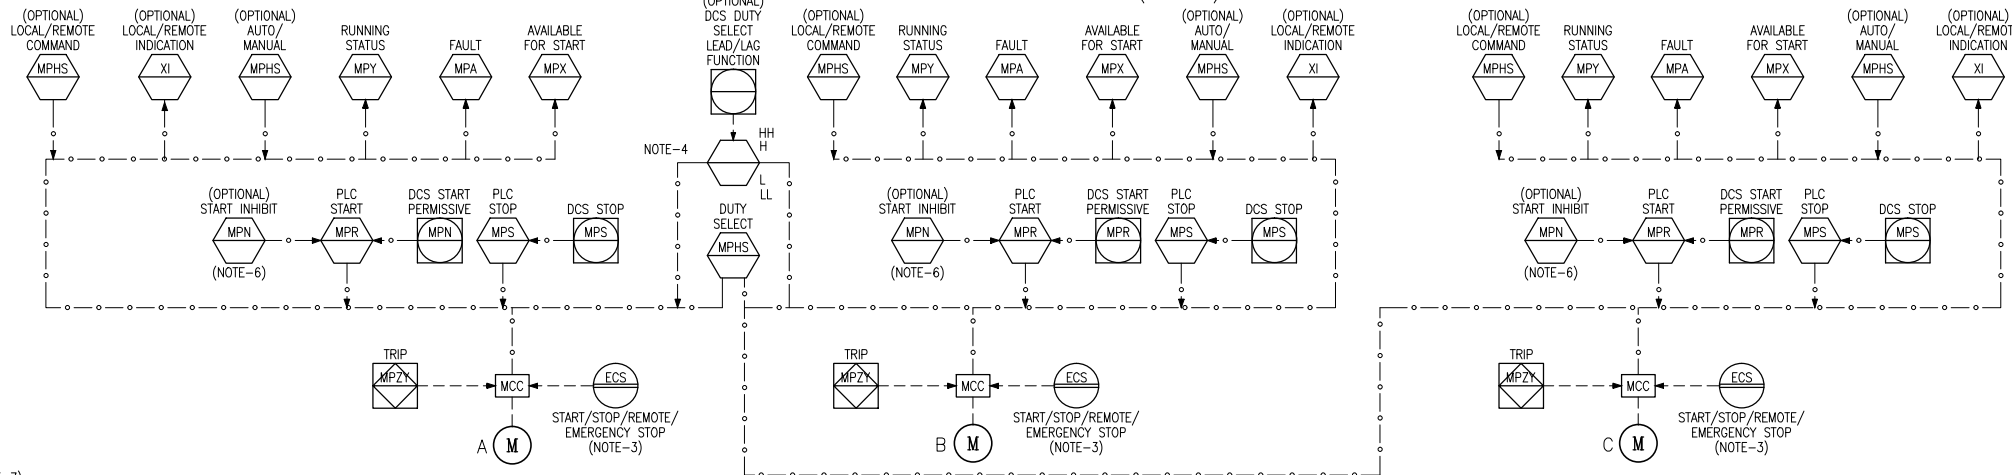 (OPTIONAL)
LOCAL/REMOTE
COMMAND
MPHS
(OPTIONAL)
LOCAL/REMOTE
INDICATION
XI
(OPTIONAL)
AUTO/
MANUAL
MPHS
RUNNING
STATUS
MPY
FAULT
MPA
AVAILABLE
FOR START
MPX
(OPTIONAL)
DCS DUTY
SELECT
LEAD/LAG
FUNCTION
(OPTIONAL)
LOCAL/REMOTE
COMMAND
MPHS
RUNNING
STATUS
MPY
FAULT
MPA
AVAILABLE
FOR START
MPX
(OPTIONAL)
AUTO/
MANUAL
MPHS
(OPTIONAL)
LOCAL/REMOTE
INDICATION
XI
(OPTIONAL)
LOCAL/REMOTE
COMMAND
MPHS
RUNNING
STATUS
MPY
FAULT
MPA
AVAILABLE
FOR START
MPX
(OPTIONAL)
AUTO/
MANUAL
MPHS
(OPTIONAL)
LOCAL/REMOTE
INDICATION
XI
NOTE-4
HH
H
L
LL
(OPTIONAL)
START INHIBIT
MPN
(NOTE-6)
PLC
START
MPR
DCS START
PERMISSIVE
MPN
PLC
STOP
MPS
DCS STOP
MPS
DUTY
SELECT
MPHS
(OPTIONAL)
START INHIBIT
MPN
(NOTE-6)
PLC
START
MPR
DCS START
PERMISSIVE
MPR
PLC
STOP
MPS
DCS STOP
MPS
(OPTIONAL)
START INHIBIT
MPN
(NOTE-6)
PLC
START
MPR
DCS START
PERMISSIVE
MPR
PLC
STOP
MPS
DCS STOP
MPS
TRIP
MPZY
MCC
ECS
START/STOP/REMOTE/
EMERGENCY STOP
(NOTE-3)
A
M
TRIP
MPZY
MCC
ECS
START/STOP/REMOTE/
EMERGENCY STOP
(NOTE-3)
B
M
TRIP
MPZY
MCC
ECS
START/STOP/REMOTE/
EMERGENCY STOP
(NOTE-3)
C
M